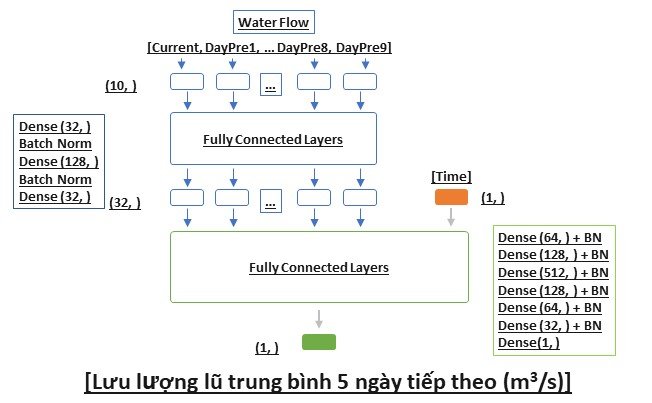 Water Flow
[Current, DayPre1, ... DayPre8, DayPre9]
(10, )
...
Dense (32, )
Batch Norm
Dense (128, )
Batch Norm
Dense (32, )
Fully Connected Layers
[Time]
(32, )
...
(1, )
Fully Connected Layers
Dense (64, ) + BN
Dense (128, ) + BN
Dense (512, ) + BN
Dense (128, ) + BN
Dense (64, ) + BN
Dense (32, ) + BN
Dense(1, )
(1, )
[Lưu lượng lũ trung bình 5 ngày tiếp theo (m³/s)]